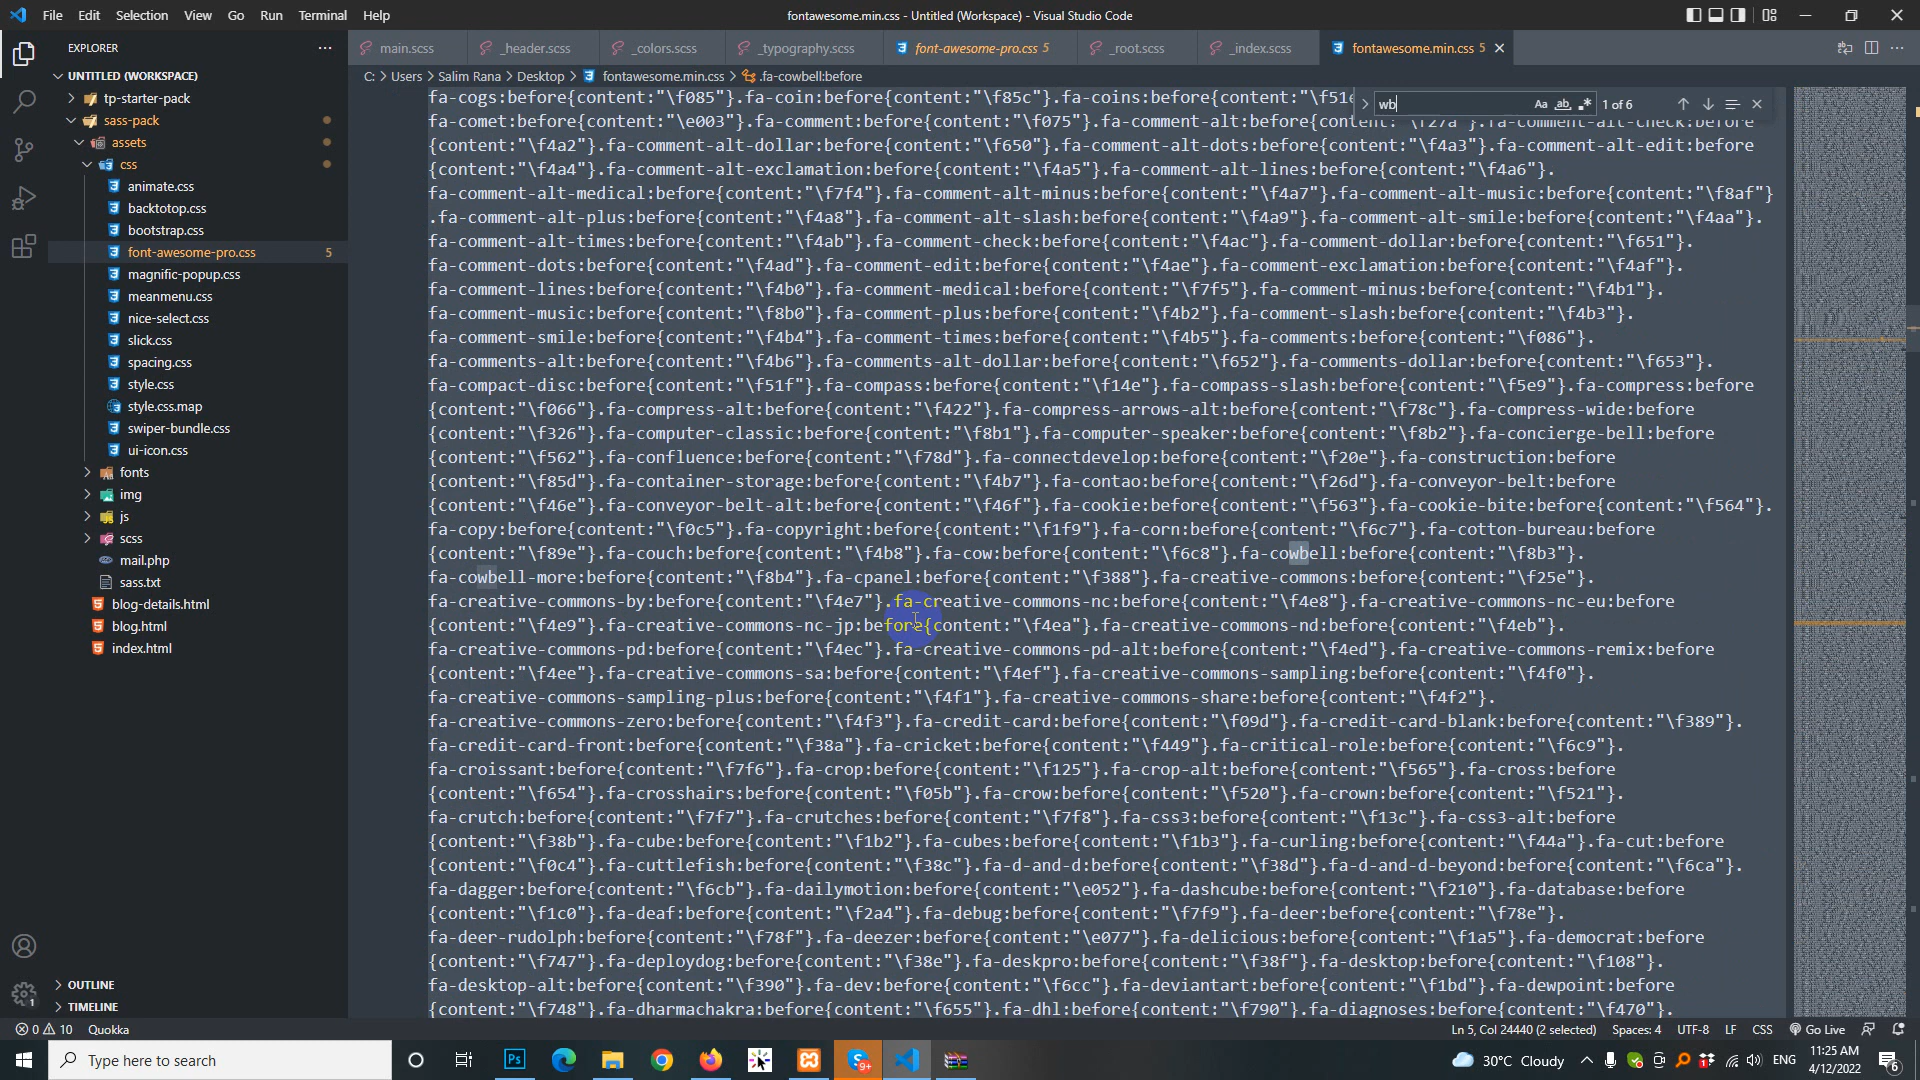 File Edit Selection View Go Run Terminal Help
fontawesome.min.css - Untitled (Workspace) - Visual Studio Code
EXPLORER
main.scss _header.scss _colors.scss _typography.scss font-awesome-pro.css 5 _root.scss _index.scss fontawesome.min.css 5
UNTITLED (WORKSPACE)
C: > Users > Salim Rana > Desktop > fontawesome.min.css > .fa-cowbell:before
tp-starter-pack
sass-pack
assets
css
animate.css
backtotop.css
bootstrap.css
font-awesome-pro.css 5
magnific-popup.css
meanmenu.css
nice-select.css
slick.css
spacing.css
style.css
style.css.map
swiper-bundle.css
ui-icon.css
fonts
img
js
scss
mail.php
sass.txt
blog-details.html
blog.html
index.html
OUTLINE
TIMELINE
wb
Aa ab 1 of 6
fa-cogs:before{content:"\f085"}.fa-coin:before{content:"\f85c"}.fa-coins:before{content:"\f51e
fa-comet:before{content:"\e003"}.fa-comment:before{content:"\f075"}.fa-comment-alt:before{content:"\f27a"}.fa-comment-alt-check:before
{content:"\f4a2"}.fa-comment-alt-dollar:before{content:"\f650"}.fa-comment-alt-dots:before{content:"\f4a3"}.fa-comment-alt-edit:before
{content:"\f4a4"}.fa-comment-alt-exclamation:before{content:"\f4a5"}.fa-comment-alt-lines:before{content:"\f4a6"}.
fa-comment-alt-medical:before{content:"\f7f4"}.fa-comment-alt-minus:before{content:"\f4a7"}.fa-comment-alt-music:before{content:"\f8af"}
.fa-comment-alt-plus:before{content:"\f4a8"}.fa-comment-alt-slash:before{content:"\f4a9"}.fa-comment-alt-smile:before{content:"\f4aa"}.
fa-comment-alt-times:before{content:"\f4ab"}.fa-comment-check:before{content:"\f4ac"}.fa-comment-dollar:before{content:"\f651"}.
fa-comment-dots:before{content:"\f4ad"}.fa-comment-edit:before{content:"\f4ae"}.fa-comment-exclamation:before{content:"\f4af"}.
fa-comment-lines:before{content:"\f4b0"}.fa-comment-medical:before{content:"\f7f5"}.fa-comment-minus:before{content:"\f4b1"}.
fa-comment-music:before{content:"\f8b0"}.fa-comment-plus:before{content:"\f4b2"}.fa-comment-slash:before{content:"\f4b3"}.
fa-comment-smile:before{content:"\f4b4"}.fa-comment-times:before{content:"\f4b5"}.fa-comments:before{content:"\f086"}.
fa-comments-alt:before{content:"\f4b6"}.fa-comments-alt-dollar:before{content:"\f652"}.fa-comments-dollar:before{content:"\f653"}.
fa-compact-disc:before{content:"\f51f"}.fa-compass:before{content:"\f14e"}.fa-compass-slash:before{content:"\f5e9"}.fa-compress:before
{content:"\f066"}.fa-compress-alt:before{content:"\f422"}.fa-compress-arrows-alt:before{content:"\f78c"}.fa-compress-wide:before
{content:"\f326"}.fa-computer-classic:before{content:"\f8b1"}.fa-computer-speaker:before{content:"\f8b2"}.fa-concierge-bell:before
{content:"\f562"}.fa-confluence:before{content:"\f78d"}.fa-connectdevelop:before{content:"\f20e"}.fa-construction:before
{content:"\f85d"}.fa-container-storage:before{content:"\f4b7"}.fa-contao:before{content:"\f26d"}.fa-conveyor-belt:before
{content:"\f46e"}.fa-conveyor-belt-alt:before{content:"\f46f"}.fa-cookie:before{content:"\f563"}.fa-cookie-bite:before{content:"\f564"}.
fa-copy:before{content:"\f0c5"}.fa-copyright:before{content:"\f1f9"}.fa-corn:before{content:"\f6c7"}.fa-cotton-bureau:before
{content:"\f89e"}.fa-couch:before{content:"\f4b8"}.fa-cow:before{content:"\f6c8"}.fa-cowbell:before{content:"\f8b3"}.
fa-cowbell-more:before{content:"\f8b4"}.fa-cpanel:before{content:"\f388"}.fa-creative-commons:before{content:"\f25e"}.
fa-creative-commons-by:before{content:"\f4e7"}.fa-creative-commons-nc:before{content:"\f4e8"}.fa-creative-commons-nc-eu:before
{content:"\f4e9"}.fa-creative-commons-nc-jp:before{content:"\f4ea"}.fa-creative-commons-nd:before{content:"\f4eb"}.
fa-creative-commons-pd:before{content:"\f4ec"}.fa-creative-commons-pd-alt:before{content:"\f4ed"}.fa-creative-commons-remix:before
{content:"\f4ee"}.fa-creative-commons-sa:before{content:"\f4ef"}.fa-creative-commons-sampling:before{content:"\f4f0"}.
fa-creative-commons-sampling-plus:before{content:"\f4f1"}.fa-creative-commons-share:before{content:"\f4f2"}.
fa-creative-commons-zero:before{content:"\f4f3"}.fa-credit-card:before{content:"\f09d"}.fa-credit-card-blank:before{content:"\f389"}.
fa-credit-card-front:before{content:"\f38a"}.fa-cricket:before{content:"\f449"}.fa-critical-role:before{content:"\f6c9"}.
fa-croissant:before{content:"\f7f6"}.fa-crop:before{content:"\f125"}.fa-crop-alt:before{content:"\f565"}.fa-cross:before
{content:"\f654"}.fa-crosshairs:before{content:"\f05b"}.fa-crow:before{content:"\f520"}.fa-crown:before{content:"\f521"}.
fa-crutch:before{content:"\f7f7"}.fa-crutches:before{content:"\f7f8"}.fa-css3:before{content:"\f13c"}.fa-css3-alt:before
{content:"\f38b"}.fa-cube:before{content:"\f1b2"}.fa-cubes:before{content:"\f1b3"}.fa-curling:before{content:"\f44a"}.fa-cut:before
{content:"\f0c4"}.fa-cuttlefish:before{content:"\f38c"}.fa-d-and-d:before{content:"\f38d"}.fa-d-and-d-beyond:before{content:"\f6ca"}.
fa-dagger:before{content:"\f6cb"}.fa-dailymotion:before{content:"\e052"}.fa-dashcube:before{content:"\f210"}.fa-database:before
{content:"\f1c0"}.fa-deaf:before{content:"\f2a4"}.fa-debug:before{content:"\f7f9"}.fa-deer:before{content:"\f78e"}.
fa-deer-rudolph:before{content:"\f78f"}.fa-deezer:before{content:"\e077"}.fa-delicious:before{content:"\f1a5"}.fa-democrat:before
{content:"\f747"}.fa-deploydog:before{content:"\f38e"}.fa-deskpro:before{content:"\f38f"}.fa-desktop:before{content:"\f108"}.
fa-desktop-alt:before{content:"\f390"}.fa-dev:before{content:"\f6cc"}.fa-deviantart:before{content:"\f1bd"}.fa-dewpoint:before
{content:"\f748"}.fa-dharmachakra:before{content:"\f655"}.fa-dhl:before{content:"\f790"}.fa-diagnoses:before{content:"\f470"}.
0 10 Quokka
Ln 5, Col 24440 (2 selected) Spaces: 4 UTF-8 LF CSS Go Live
Type here to search
Ps
9+
30°C Cloudy
ENG
11:25 AM
4/12/2022
6